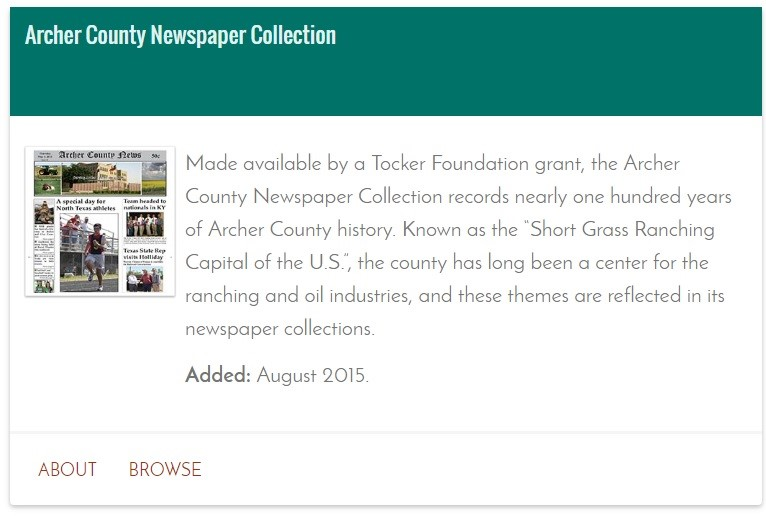 Archer County Newspaper Collection
Archer County News 50¢
A special day for
North Texas athletes
Team headed to
nationals in KY
Texas State Rep
visits Holliday
Made available by a Tocker Foundation grant, the Archer
County Newspaper Collection records nearly one hundred years
of Archer County history. Known as the “Short Grass Ranching
Capital of the U.S.”, the county has long been a center for the
ranching and oil industries, and these themes are reflected in its
newspaper collections.
Added: August 2015.
ABOUT BROWSE